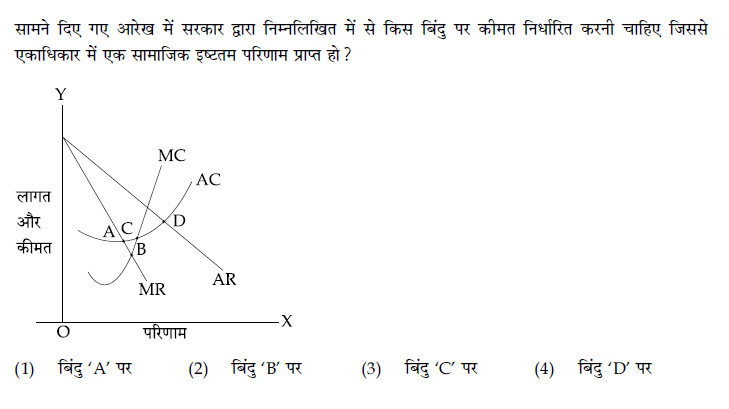 सामने दिए गए आरेख में सरकार द्वारा निम्नलिखित में से किस बिंदु पर कीमत निर्धारित करनी चाहिए जिससे
एकाधिकार में एक सामाजिक इष्टतम परिणाम प्राप्त हो ?
Y
MC
AC
लागत
और
कीमत
A C D
B
AR
MR
X
O परिणाम
(1) बिंदु ‘A’ पर (2) बिंदु ‘B’ पर (3) बिंदु ‘C’ पर (4) बिंदु ‘D’ पर